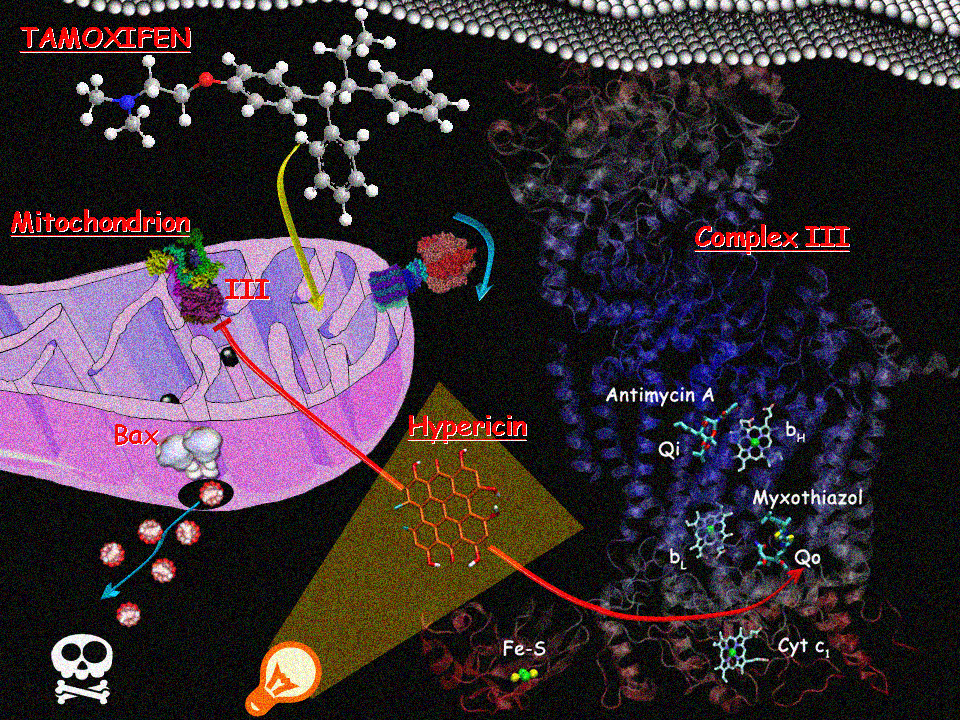 TAMOXIFEN
Mitochondrion
Complex III
III
Antimycin A
Qi
bH
Bax
Hypericin
Myxothiazol
bL
Qo
Fe-S
Cyt c1